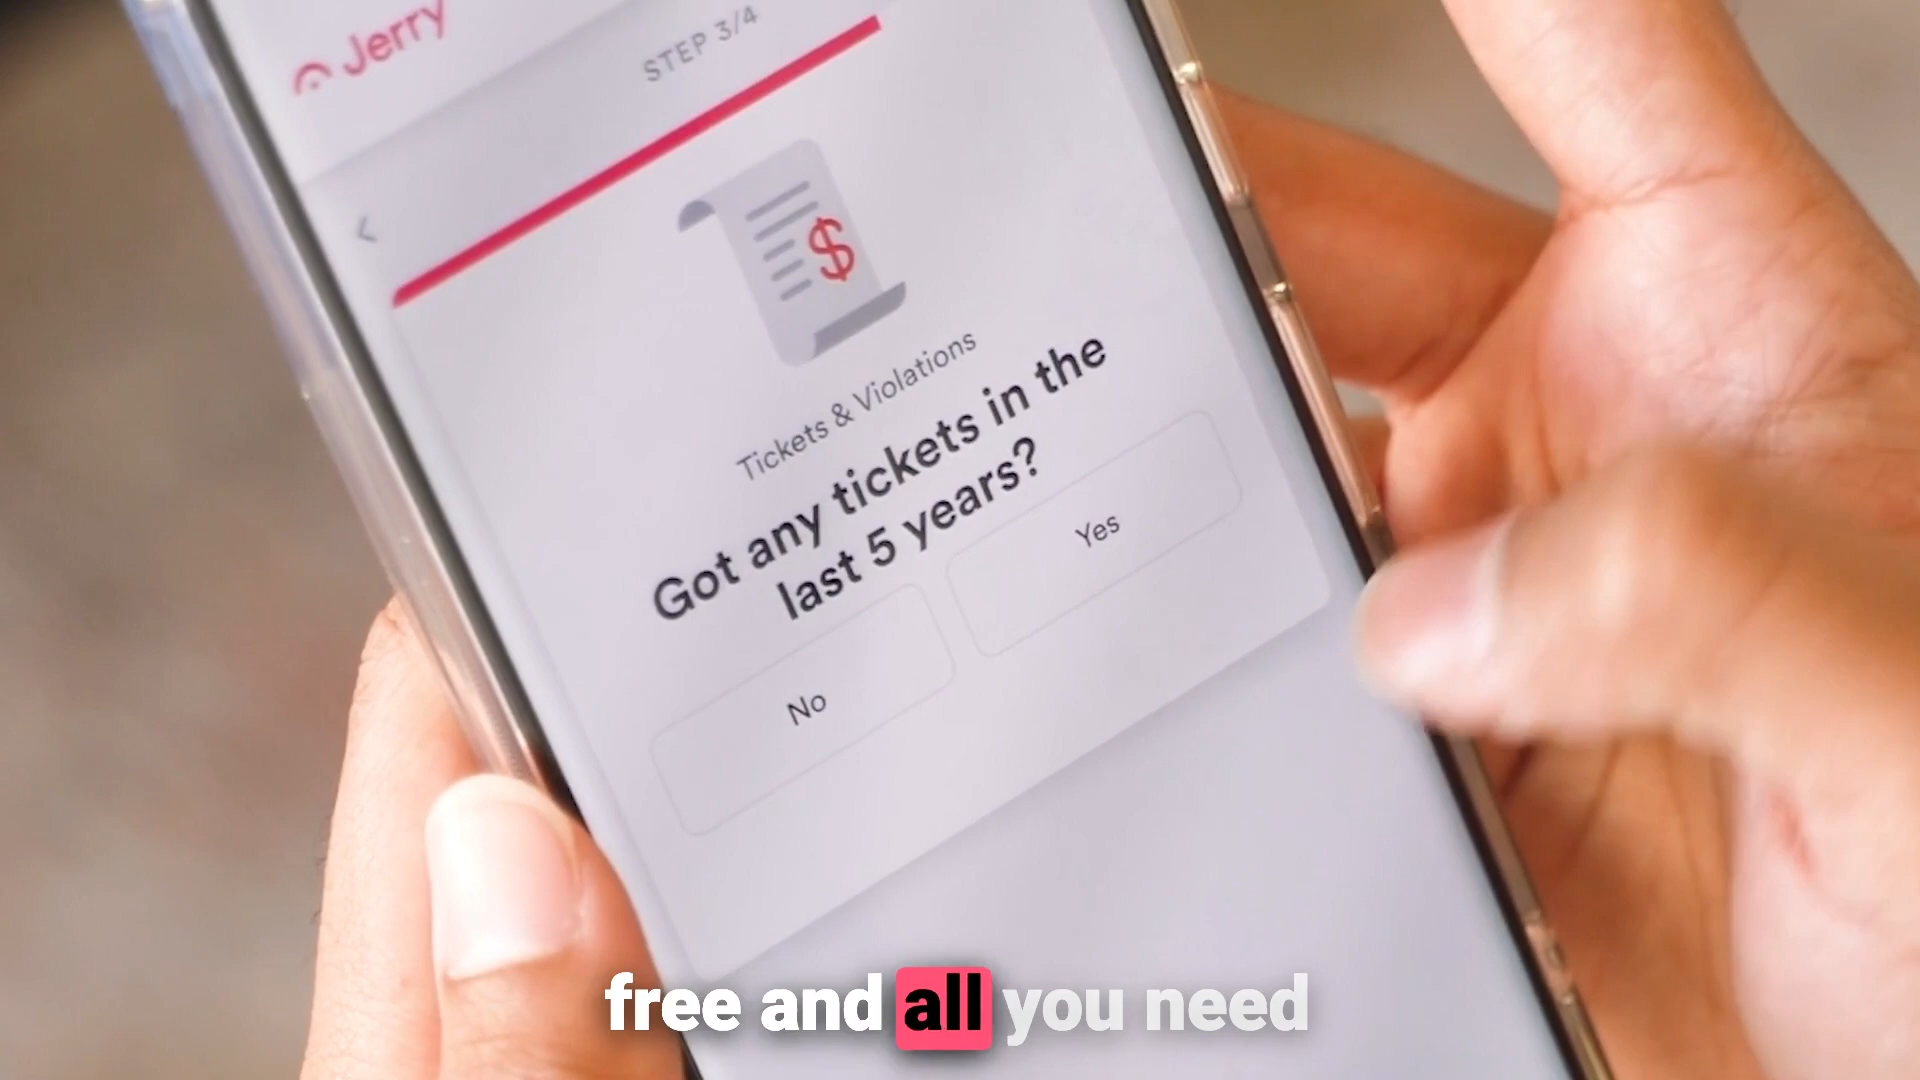 Jerry
STEP 3/4
$
Tickets & Violations
Got any tickets in the
last 5 years?
Yes
No
free and all you need